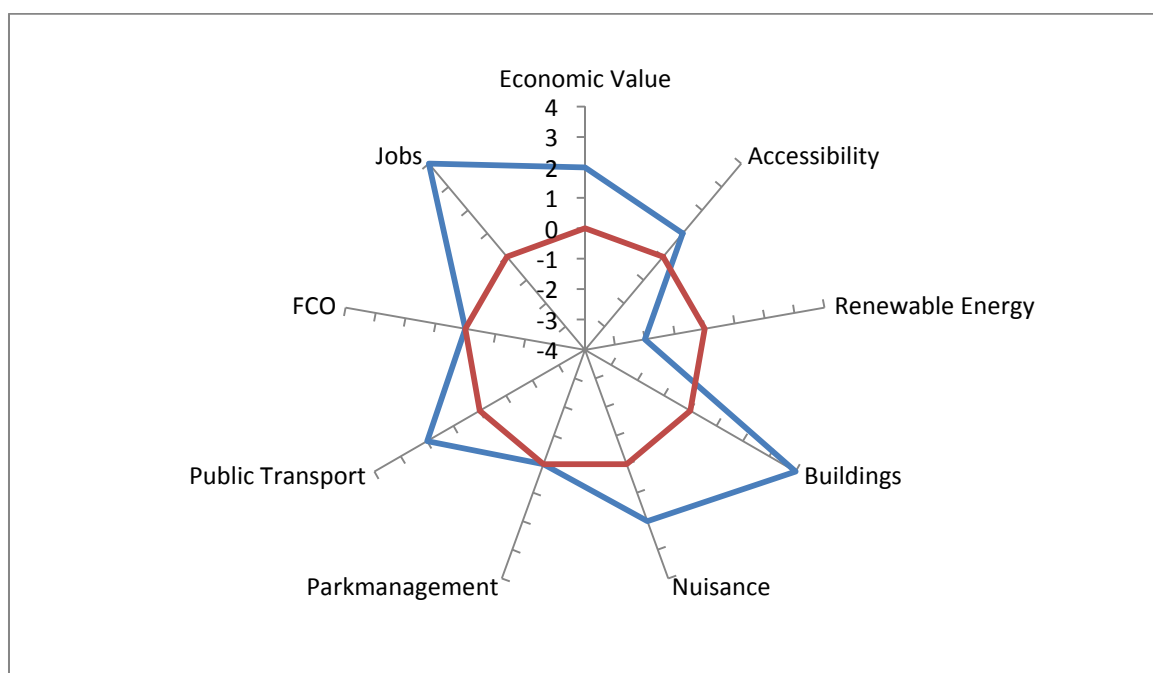 Economic Value
4
3
2
1
0
-1
-2
-3
-4
Accessibility
Renewable Energy
Buildings
Nuisance
Parkmanagement
Public Transport
FCO
Jobs